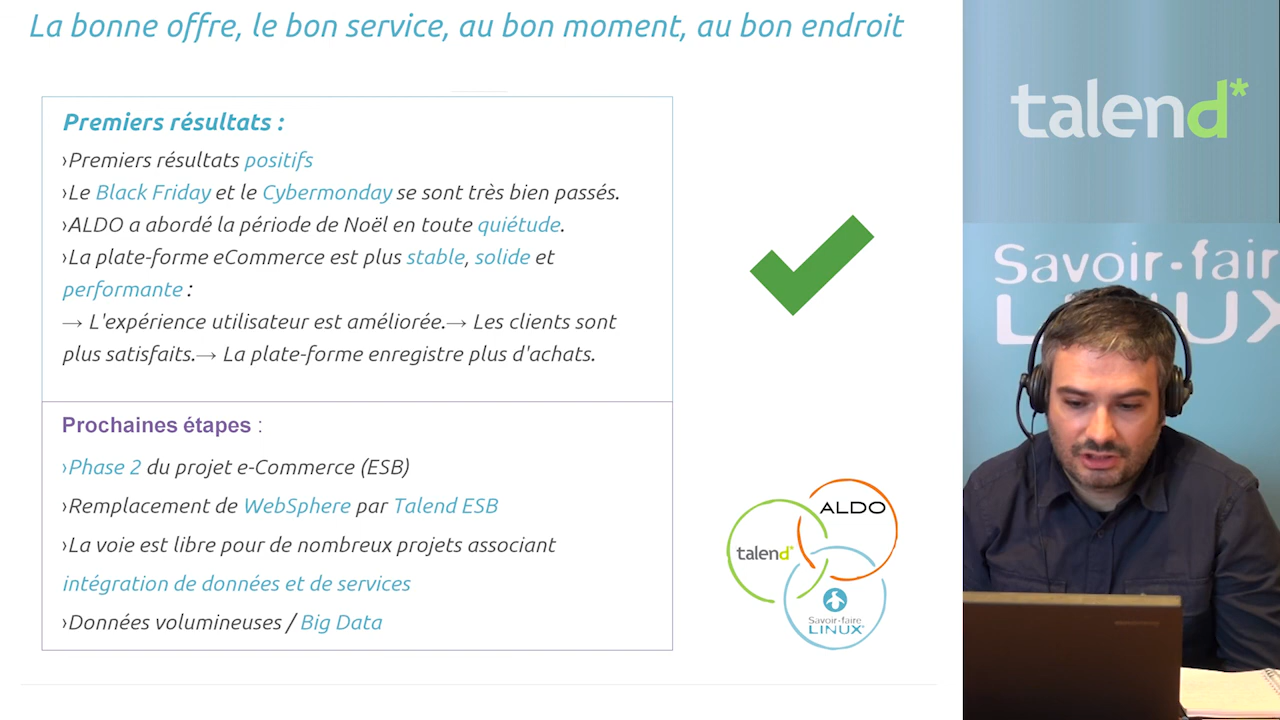 La bonne offre, le bon service, au bon moment, au bon endroit
Premiers résultats :
›Premiers résultats positifs
›Le Black Friday et le Cybermonday se sont très bien passés.
›ALDO a abordé la période de Noël en toute quiétude.
›La plate-forme eCommerce est plus stable, solide et
performante :
→ L'expérience utilisateur est améliorée.→ Les clients sont
plus satisfaits.→ La plate-forme enregistre plus d'achats.
Prochaines étapes :
›Phase 2 du projet e-Commerce (ESB)
›Remplacement de WebSphere par Talend ESB
›La voie est libre pour de nombreux projets associant
intégration de données et de services
›Données volumineuses / Big Data
ALDO
talend*
Savoir-faire
LINUX
talend*
Savoir-fair
LINUX